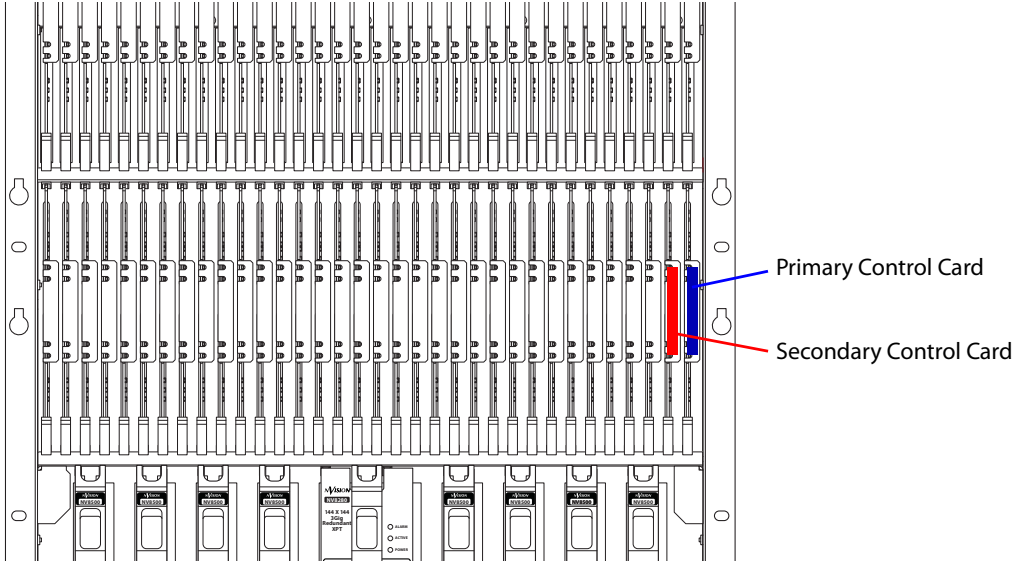 Primary Control Card
Secondary Control Card
NVISION
NV8500
NVISION
NV8500
NVISION
NV8500
NVISION
NV8500
NVISION
NV8280
144 X 144
3Gig
Redundant
XPT
ALARM
ACTIVE
POWER
NVISION
NV8500
NVISION
NV8500
NVISION
NV8500
NVISION
NV8500